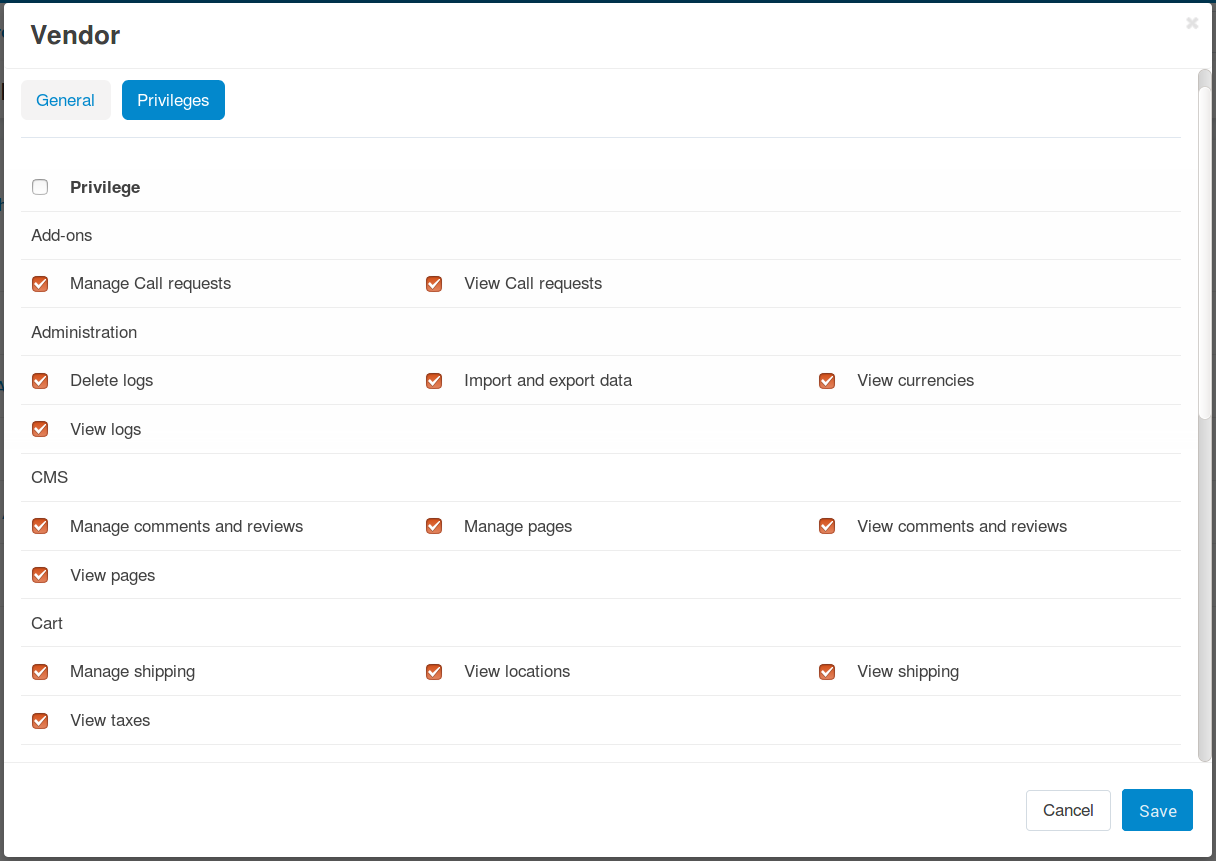 Vendor
General Privileges
Privilege
Add-ons
Manage Call requests View Call requests
Administration
Delete logs Import and export data View currencies
View logs
CMS
Manage comments and reviews Manage pages View comments and reviews
View pages
Cart
Manage shipping View locations View shipping
View taxes
Cancel Save